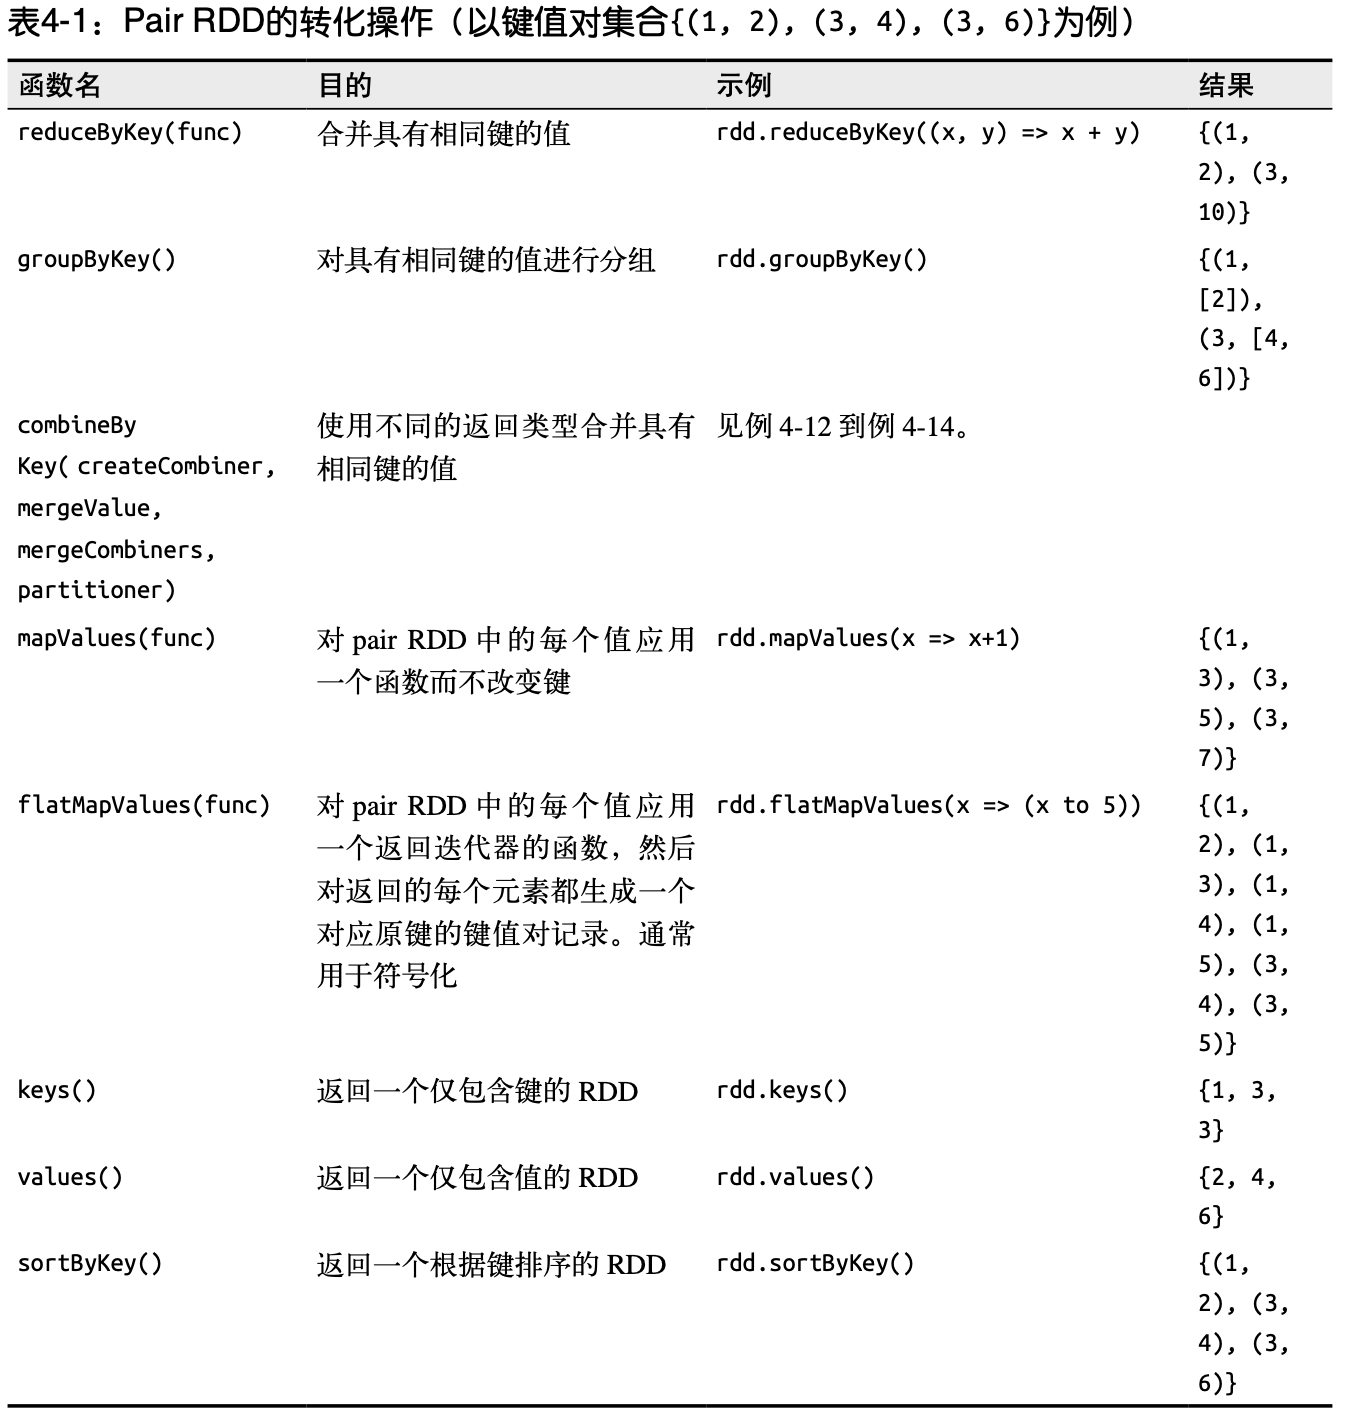 表4-1：Pair RDD的转化操作（以键值对集合{(1, 2), (3, 4), (3, 6)}为例）
函数名 目的 示例 结果
reduceByKey(func) 合并具有相同键的值 rdd.reduceByKey((x, y) => x + y) {(1,
2), (3,
10)}
groupByKey() 对具有相同键的值进行分组 rdd.groupByKey() {(1,
[2]),
(3, [4,
6])}
combineBy 使用不同的返回类型合并具有 见例 4-12 到例 4-14。
Key( createCombiner, 相同键的值
mergeValue,
mergeCombiners,
partitioner)
mapValues(func) 对 pair RDD 中的每个值应用 rdd.mapValues(x => x+1) {(1,
一个函数而不改变键 3), (3,
5), (3,
7)}
flatMapValues(func) 对 pair RDD 中的每个值应用 rdd.flatMapValues(x => (x to 5)) {(1,
一个返回迭代器的函数，然后 2), (1,
对返回的每个元素都生成一个 3), (1,
对应原键的键值对记录。通常 4), (1,
用于符号化 5), (3,
4), (3,
5)}
keys() 返回一个仅包含键的 RDD rdd.keys() {1, 3,
3}
values() 返回一个仅包含值的 RDD rdd.values() {2, 4,
6}
sortByKey() 返回一个根据键排序的 RDD rdd.sortByKey() {(1,
2), (3,
4), (3,
6)}